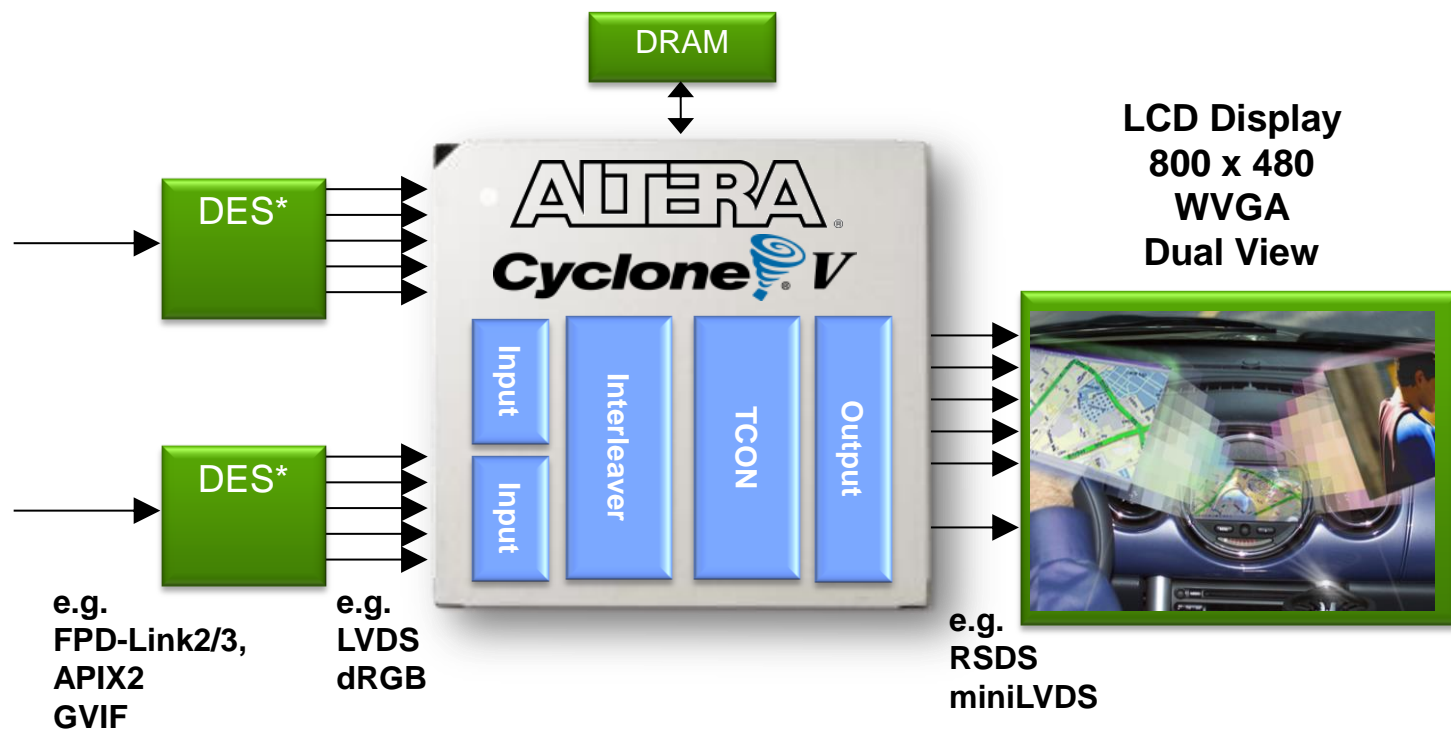 DRAM
LCD Display
800 x 480
WVGA
Dual View
DES*
ALTERA®
Cyclone® V
Input
Input
Interleaver
TCON
Output
DES*
e.g.
FPD-Link2/3,
APIX2
GVIF
e.g.
LVDS
dRGB
e.g.
RSDS
miniLVDS